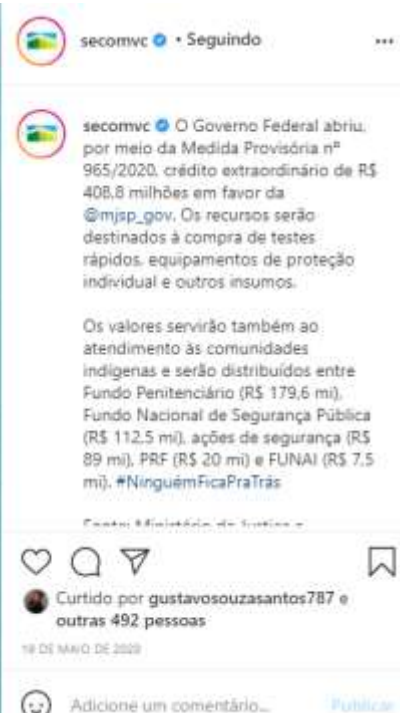 secomvc • Seguindo
secomvc O Governo Federal abriu,
por meio da Medida Provisória nº
965/2020, crédito extraordinário de R$
408,8 milhões em favor da
@mjsp_gov. Os recursos serão
destinados à compra de testes
rápidos, equipamentos de proteção
individual e outros insumos.
Os valores servirão também ao
atendimento às comunidades
indígenas e serão distribuídos entre
Fundo Penitenciário (R$ 179,6 mi),
Fundo Nacional de Segurança Pública
(R$ 112,5 mi), ações de segurança (R$
89 mi), PRF (R$ 20 mi) e FUNAI (R$ 7,5
mi). #NinguémFicaPraTrás
Fonte: Ministério da Justiça e
Curtido por gustavosouzasantos787 e
outras 492 pessoas
DE MAIO DE 2020
Adicione um comentário... Publicar